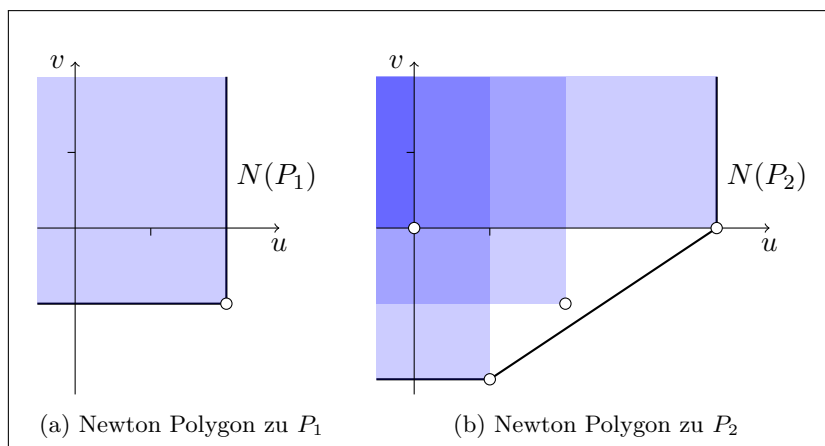 v
N(P₁)
u
(a) Newton Polygon zu P₁
v
N(P₂)
u
(b) Newton Polygon zu P₂